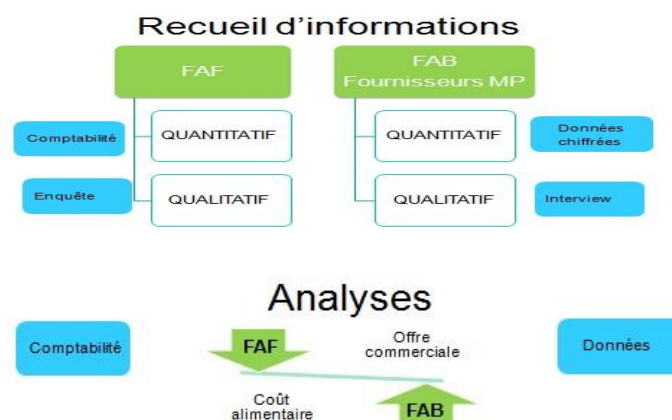 Recueil d’informations
FAF
FAB
Fournisseurs MP
Comptabilité
QUANTITATIF
QUANTITATIF
Données
chiffrées
Enquête
QUALITATIF
QUALITATIF
Interview
Analyses
Comptabilité
FAF
Offre
commerciale
Données
Coût
alimentaire
FAB